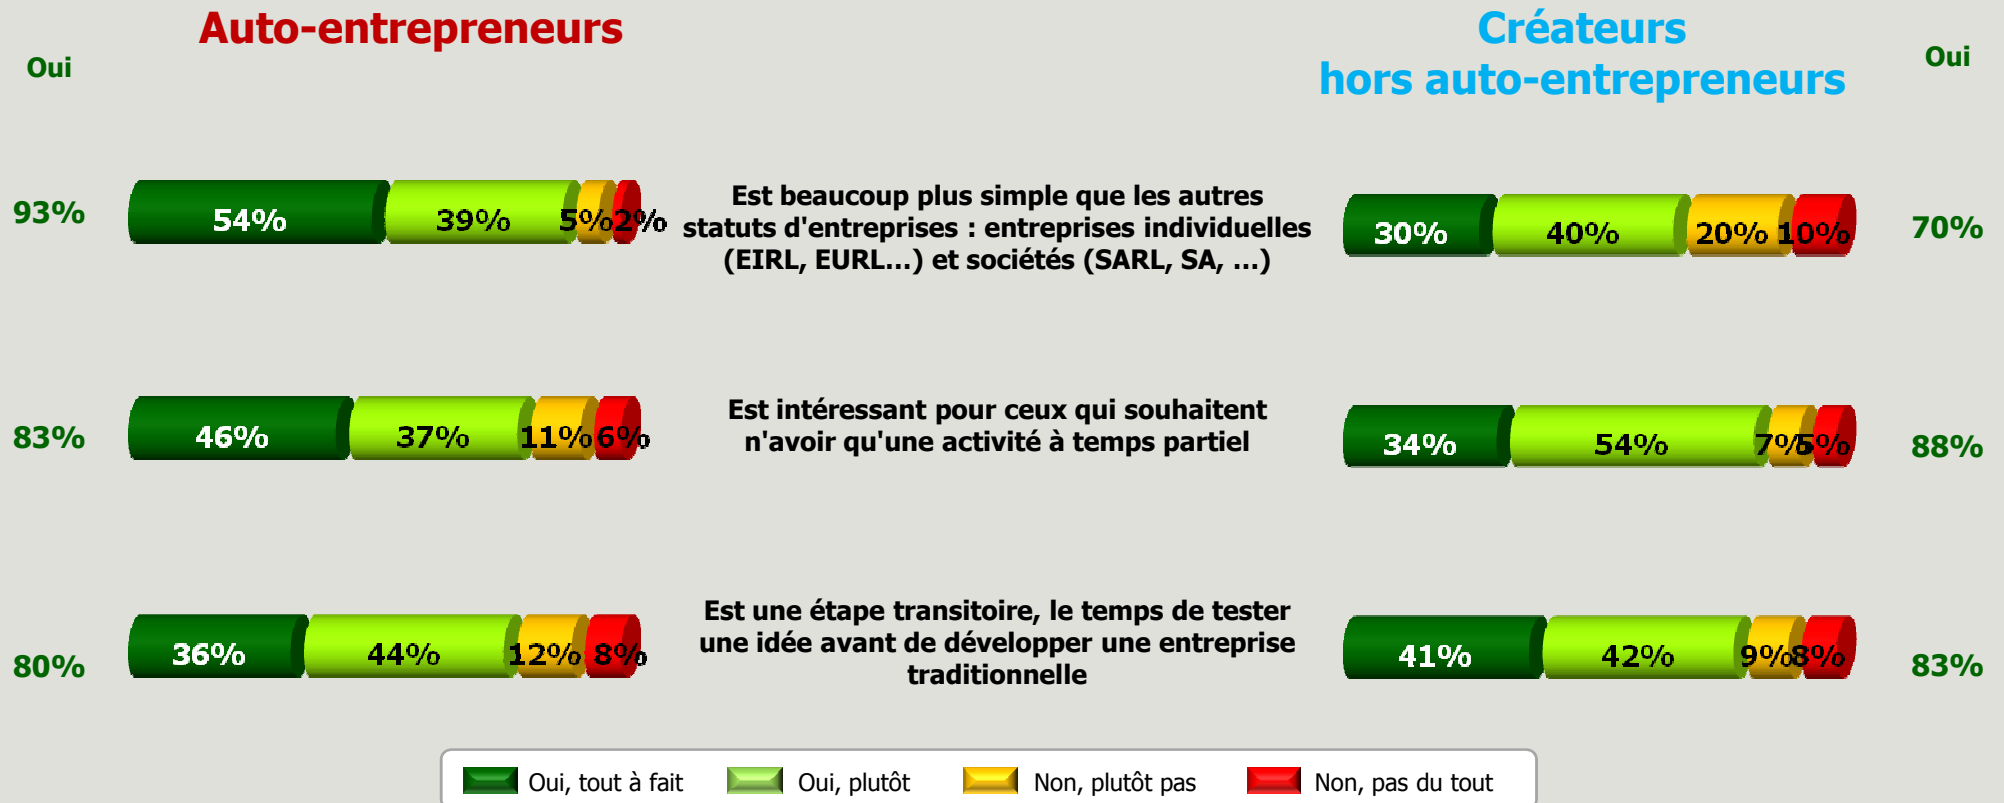 Auto-entrepreneurs
Créateurs
hors auto-entrepreneurs
Oui
Oui
93%
54%
39%
5%
2%
Est beaucoup plus simple que les autres
statuts d'entreprises : entreprises individuelles
(EIRL, EURL…) et sociétés (SARL, SA, …)
30%
40%
20%
10%
70%
83%
46%
37%
11%
6%
Est intéressant pour ceux qui souhaitent
n'avoir qu'une activité à temps partiel
34%
54%
7%
5%
88%
80%
36%
44%
12%
8%
Est une étape transitoire, le temps de tester
une idée avant de développer une entreprise
traditionnelle
41%
42%
9%
8%
83%
Oui, tout à fait
Oui, plutôt
Non, plutôt pas
Non, pas du tout